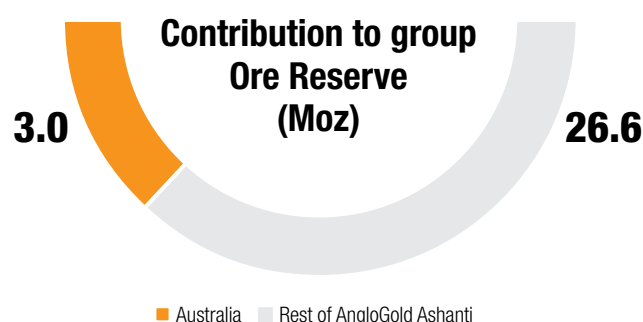 Contribution to group
Ore Reserve
(Moz)
3.0
26.6
Australia Rest of AngloGold Ashanti